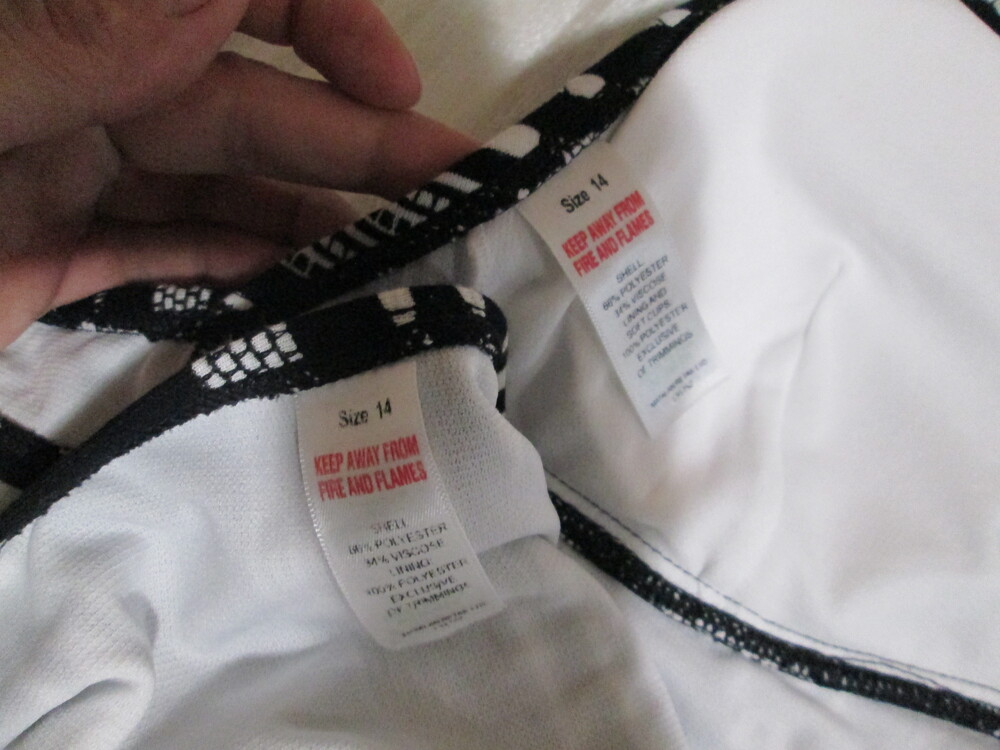 Size 14
KEEP AWAY FROM
FIRE AND FLAMES
SHELL
66% POLYESTER
34% VISCOSE
LINING
100% POLYESTER
EXCLUSIVE
OF TRIMMINGS
Size 14
KEEP AWAY FROM
FIRE AND FLAMES
SHELL
66% POLYESTER
34% VISCOSE
LINING AND
SOFT CUPS
100% POLYESTER
EXCLUSIVE
OF TRIMMINGS